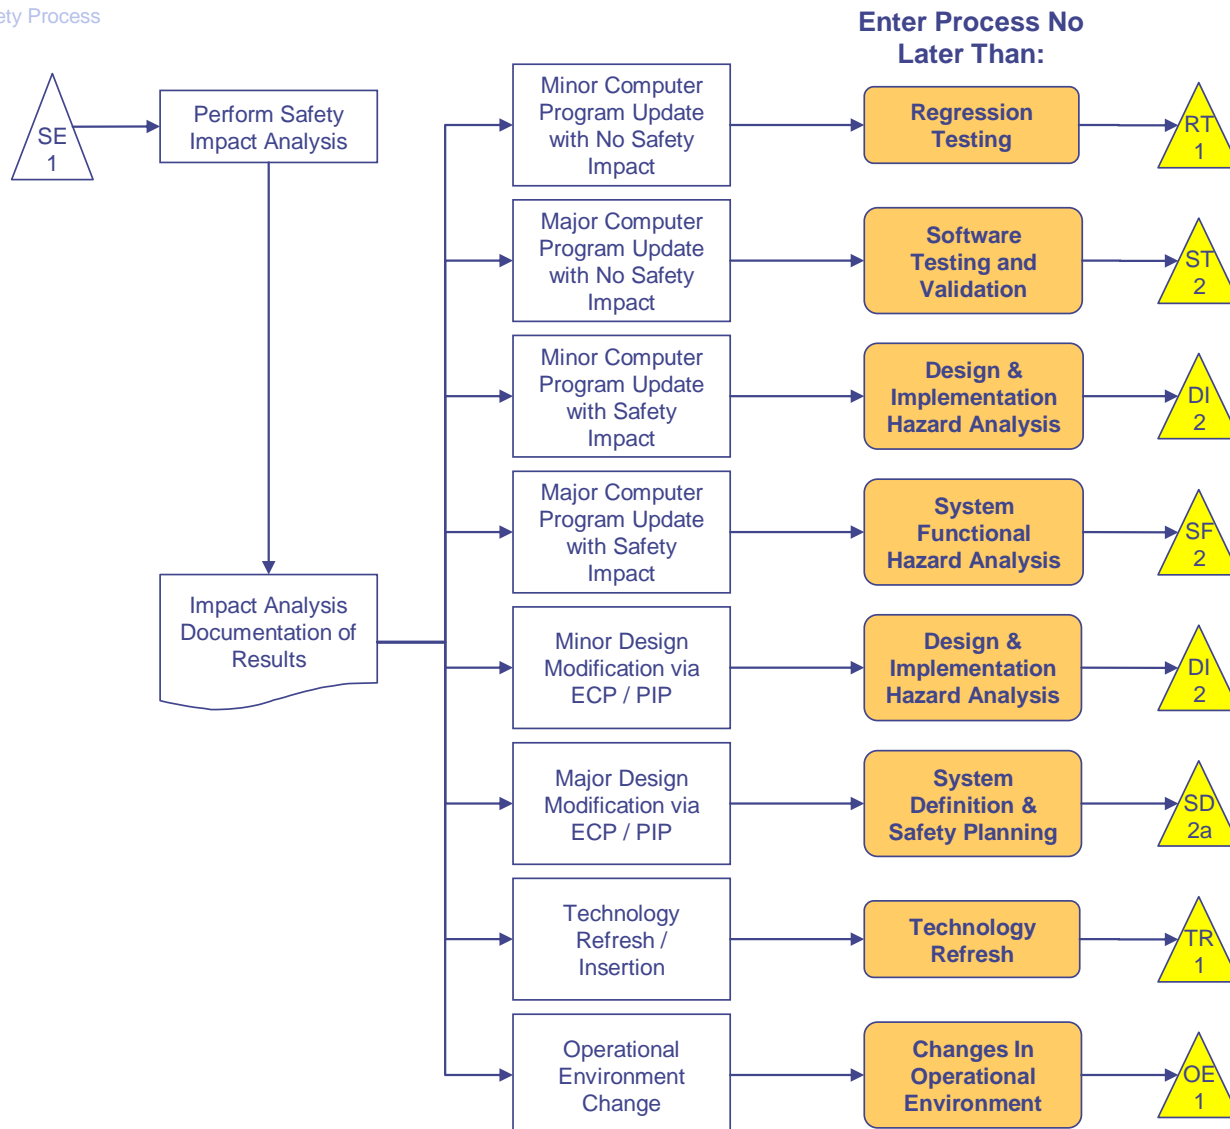 ety Process
Enter Process No
Later Than:
SE
1
Perform Safety
Impact Analysis
Minor Computer
Program Update
with No Safety
Impact
Regression
Testing
RT
1
Major Computer
Program Update
with No Safety
Impact
Software
Testing and
Validation
ST
2
Minor Computer
Program Update
with Safety
Impact
Design &
Implementation
Hazard Analysis
DI
2
Major Computer
Program Update
with Safety
Impact
System
Functional
Hazard Analysis
SF
2
Impact Analysis
Documentation of
Results
Minor Design
Modification via
ECP / PIP
Design &
Implementation
Hazard Analysis
DI
2
Major Design
Modification via
ECP / PIP
System
Definition &
Safety Planning
SD
2a
Technology
Refresh /
Insertion
Technology
Refresh
TR
1
Operational
Environment
Change
Changes In
Operational
Environment
OE
1